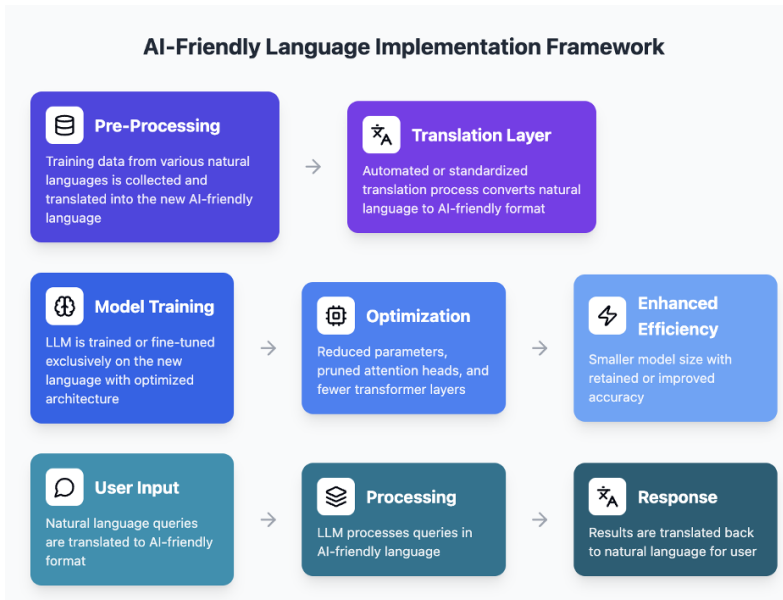 AI-Friendly Language Implementation Framework
Pre-Processing
Training data from various natural
languages is collected and
translated into the new AI-friendly
language
Translation Layer
Automated or standardized
translation process converts natural
language to AI-friendly format
Model Training
LLM is trained or fine-tuned
exclusively on the new
language with optimized
architecture
Optimization
Reduced parameters,
pruned attention heads, and
fewer transformer layers
Enhanced
Efficiency
Smaller model size with
retained or improved
accuracy
User Input
Natural language queries
are translated to AI-friendly
format
Processing
LLM processes queries in
AI-friendly language
Response
Results are translated back
to natural language for user